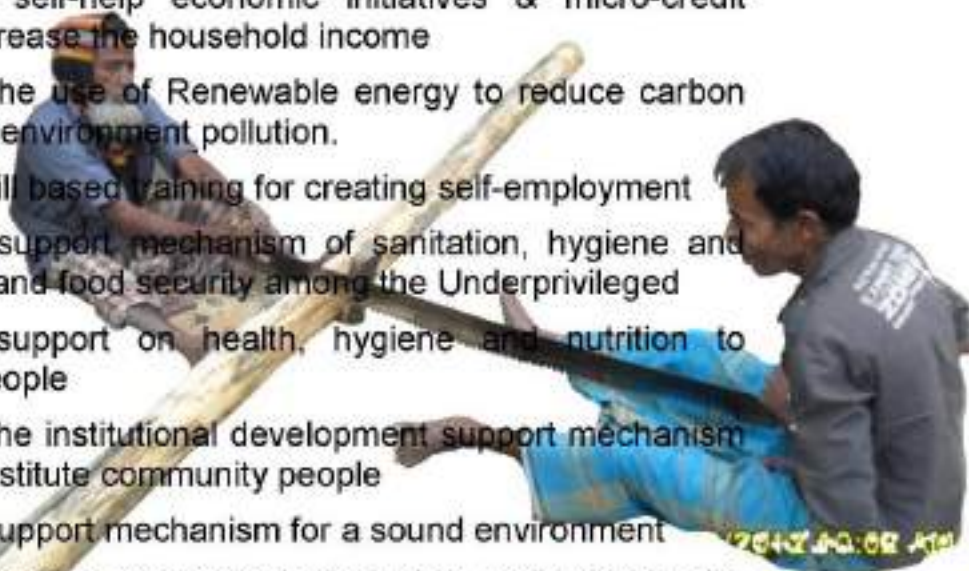 self-help economic initiatives & micro-credit
rease the household income
he use of Renewable energy to reduce carbon
environment pollution.
ill based training for creating self-employment
support mechanism of sanitation, hygiene and
and food security among the Underprivileged
support on health, hygiene and nutrition to
eople
he institutional development support mechanism
stitute community people
upport mechanism for a sound environment